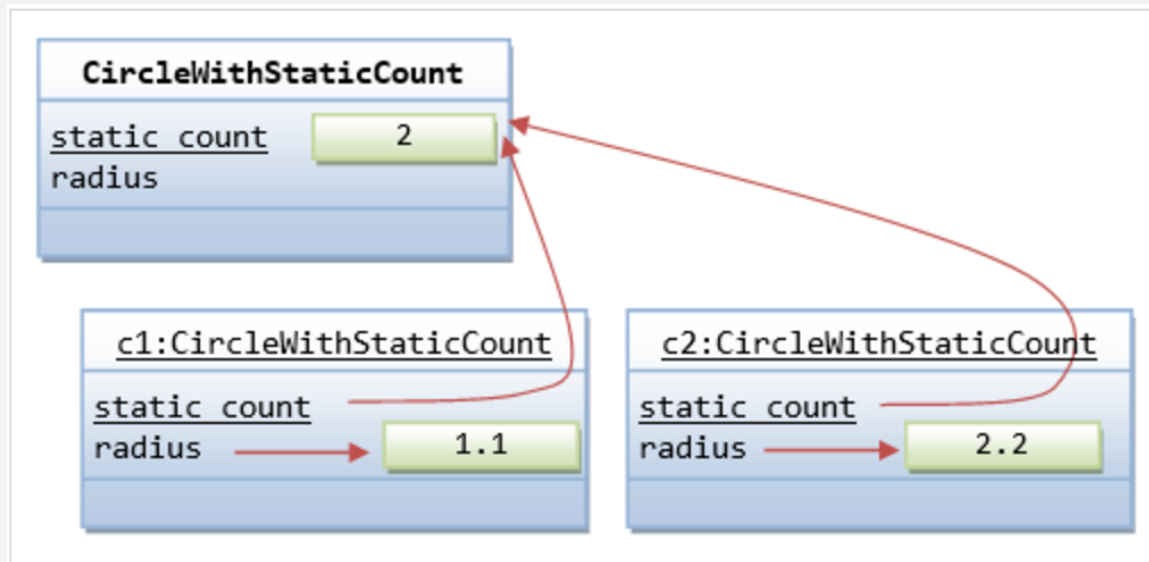 CircleWithStaticCount
static count 2
radius
c1:CircleWithStaticCount
static count
radius 1.1
c2:CircleWithStaticCount
static count
radius 2.2